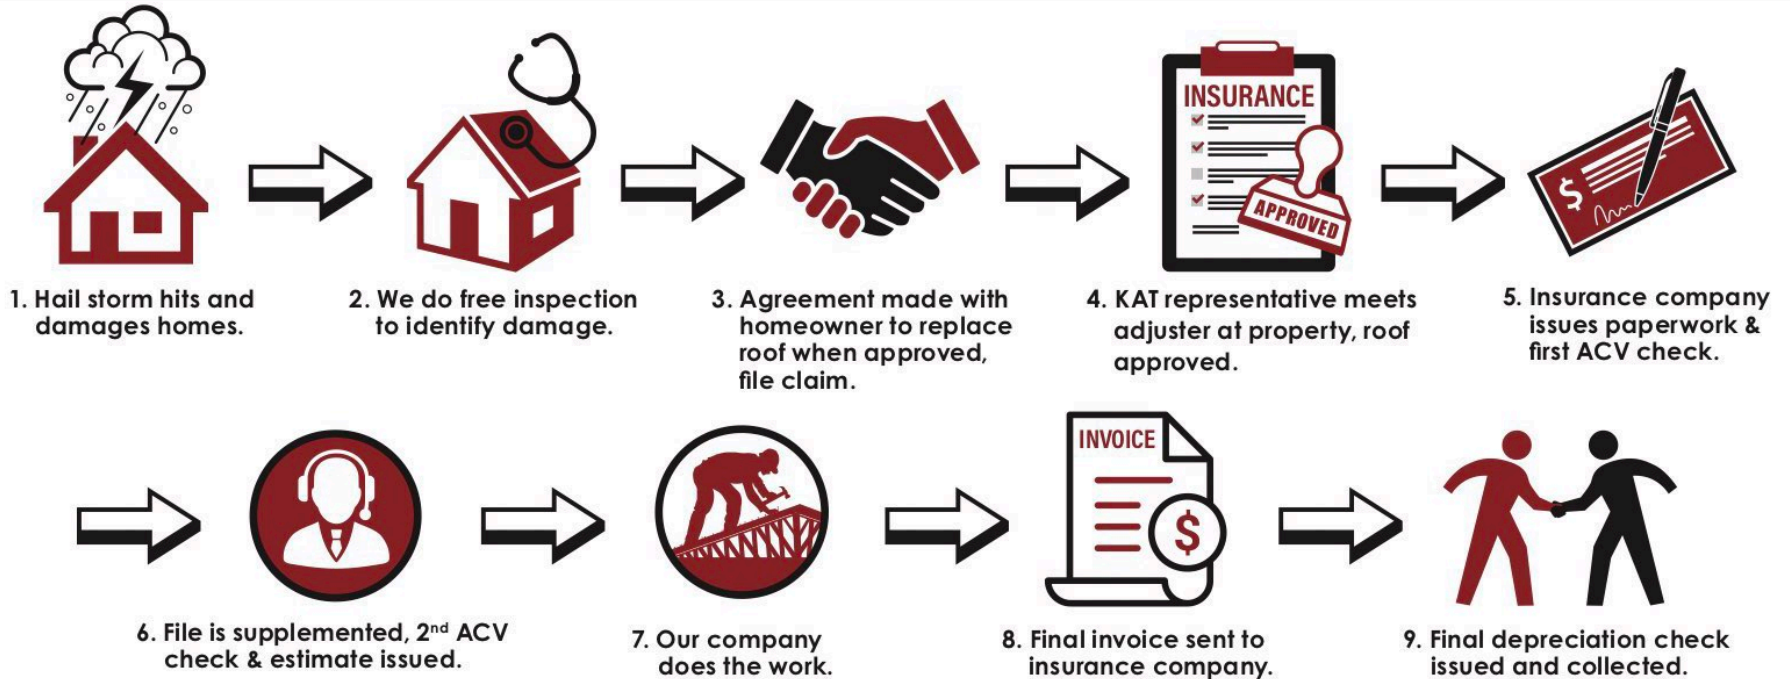 INSURANCE
APPROVED
$
1. Hail storm hits and
damages homes.
2. We do free inspection
to identify damage.
3. Agreement made with
homeowner to replace
roof when approved,
file claim.
4. KAT representative meets
adjuster at property, roof
approved.
5. Insurance company
issues paperwork &
first ACV check.
INVOICE
$
6. File is supplemented, 2nd ACV
check & estimate issued.
7. Our company
does the work.
8. Final invoice sent to
insurance company.
9. Final depreciation check
issued and collected.